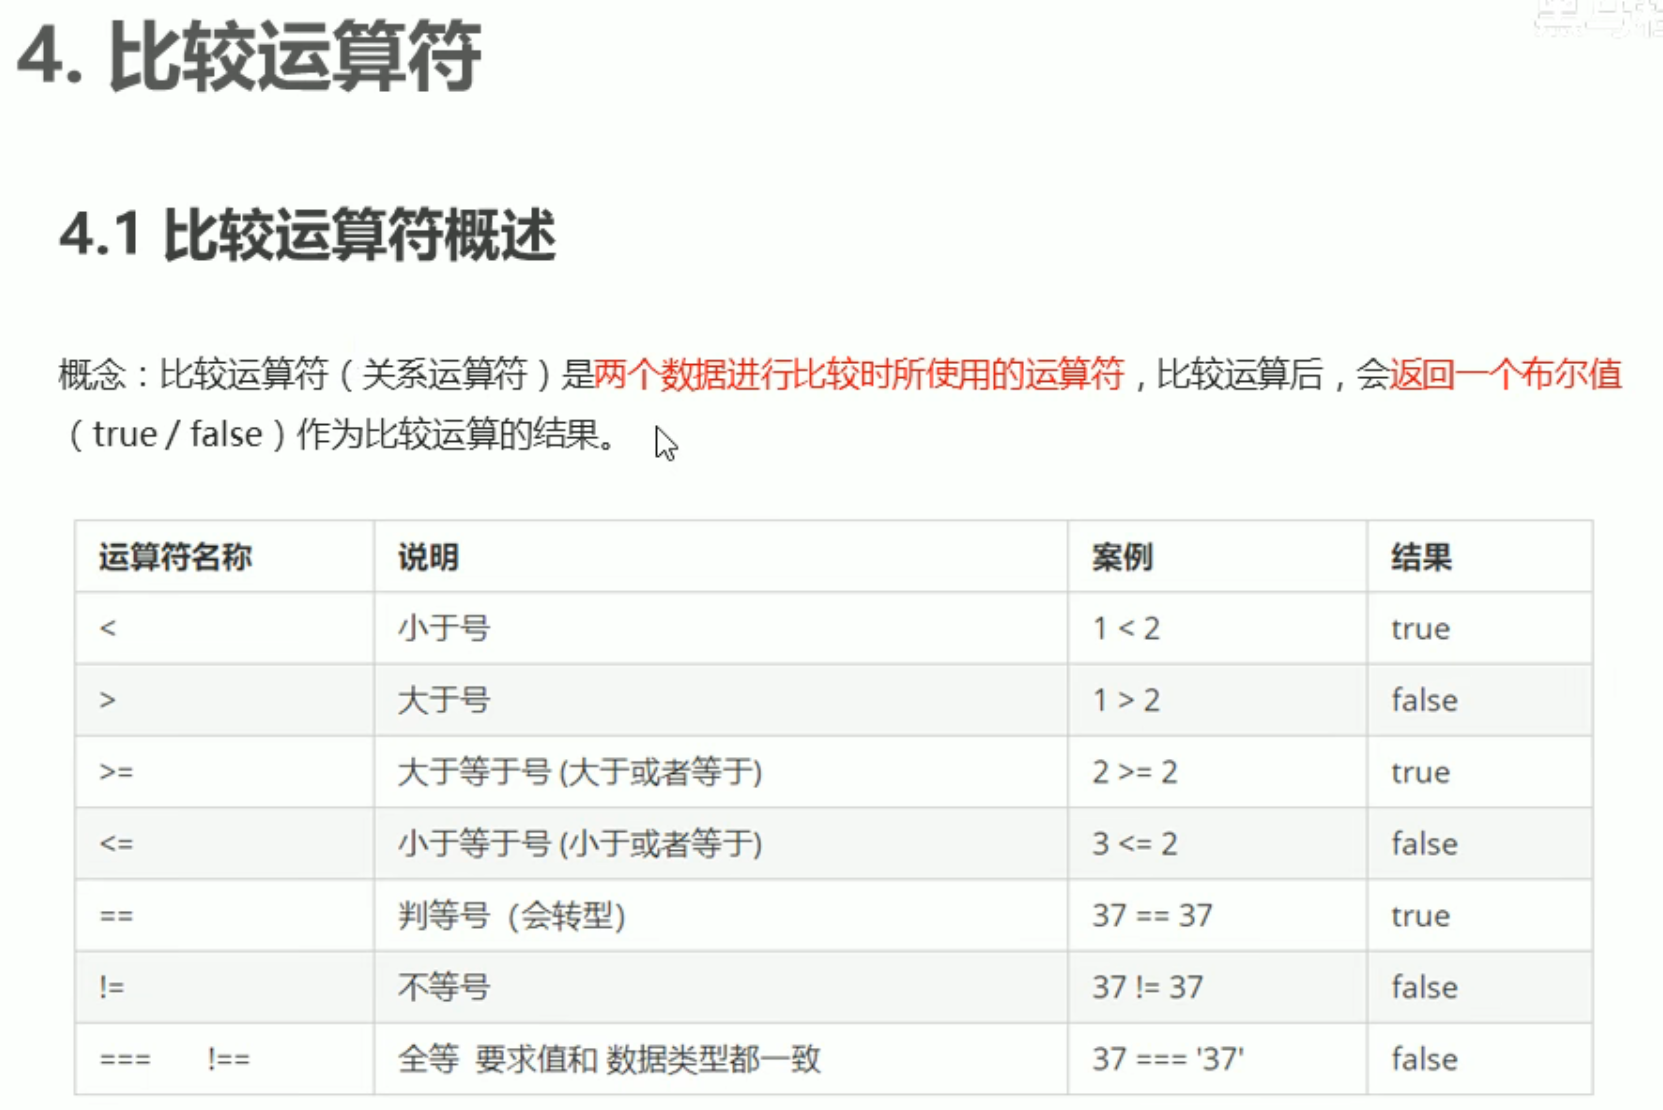 4. 比较运算符
4.1 比较运算符概述
概念：比较运算符（关系运算符）是两个数据进行比较时所使用的运算符，比较运算后，会返回一个布尔值
（true / false）作为比较运算的结果。
运算符名称 说明 案例 结果
< 小于号 1 < 2 true
> 大于号 1 > 2 false
>= 大于等于号 (大于或者等于) 2 >= 2 true
<= 小于等于号 (小于或者等于) 3 <= 2 false
== 判等号（会转型） 37 == 37 true
!= 不等号 37 != 37 false
=== !== 全等 要求值和 数据类型都一致 37 === '37' false